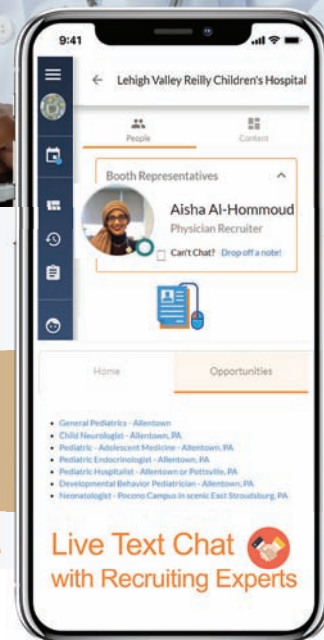 9:41
Lehigh Valley Reilly Children's Hospital
People
Content
Booth Representatives
Aisha Al-Hommoud
Physician Recruiter
Can't Chat? Drop off a note!
Home
Opportunities
General Pediatrics - Allentown
Child Neurologist - Allentown, PA
Pediatric - Adolescent Medicine - Allentown, PA
Pediatric Endocrinologist - Allentown, PA
Pediatric Hospitalist - Allentown or Pottsville, PA
Developmental Behavior Pediatrician - Allentown, PA
Neonatologist - Pocono Campus in scenic East Stroudsburg, PA
Live Text Chat
with Recruiting Experts